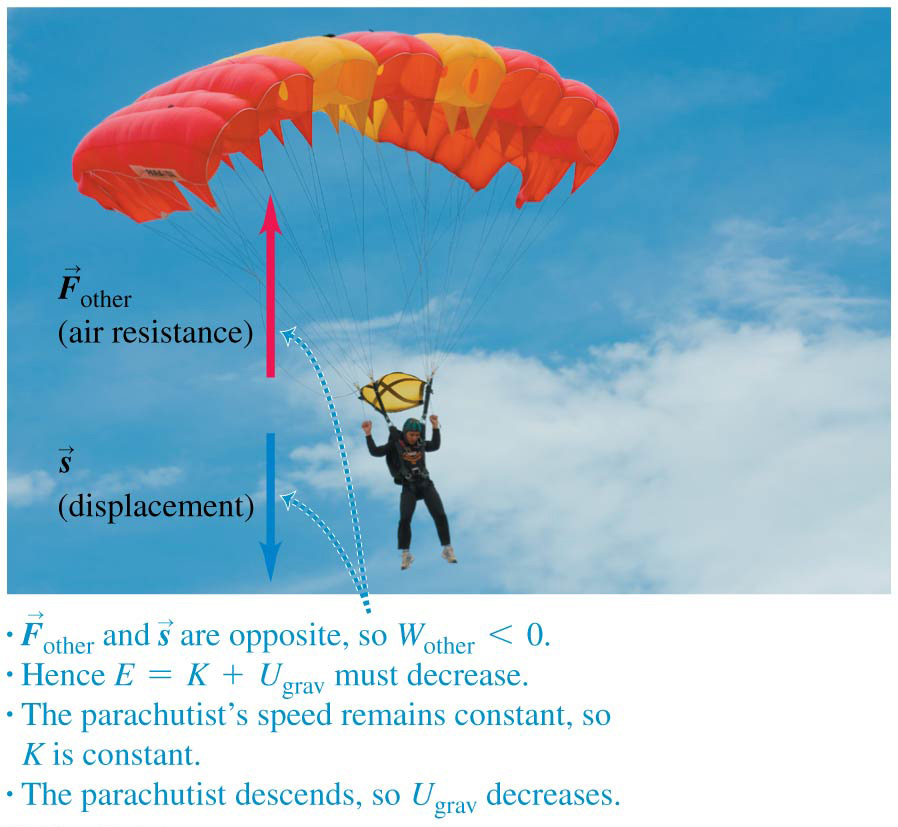 F⃗other
(air resistance)
s⃗
(displacement)
· F⃗other and s⃗ are opposite, so Wother < 0.
· Hence E = K + Ugrav must decrease.
· The parachutist’s speed remains constant, so
K is constant.
· The parachutist descends, so Ugrav decreases.